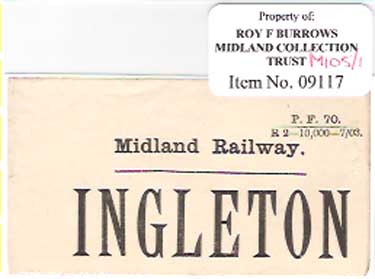 Property of:
ROY F BURROWS
MIDLAND COLLECTION
TRUST M105/1
Item No. 09117
P. F. 70.
R 2—10,000—7/03.
Midland Railway.
INGLETON